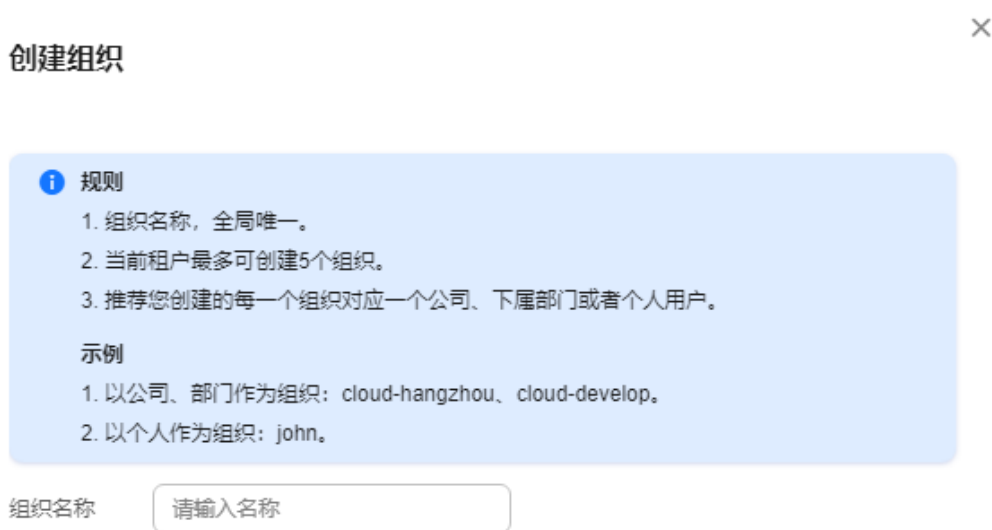 创建组织
规则
1. 组织名称，全局唯一。
2. 当前租户最多可创建5个组织。
3. 推荐您创建的每一个组织对应一个公司、下属部门或者个人用户。
示例
1. 以公司、部门作为组织：cloud-hangzhou、cloud-develop。
2. 以个人作为组织：john。
组织名称 请输入名称